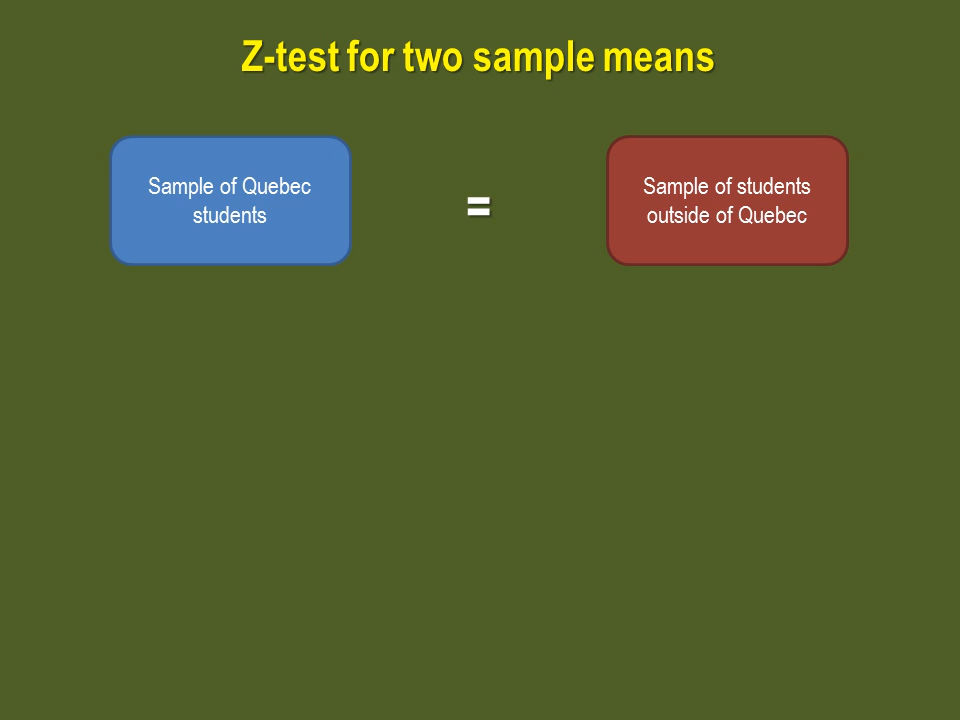 Z-test for two sample means
Sample of Quebec
students
=
Sample of students
outside of Quebec